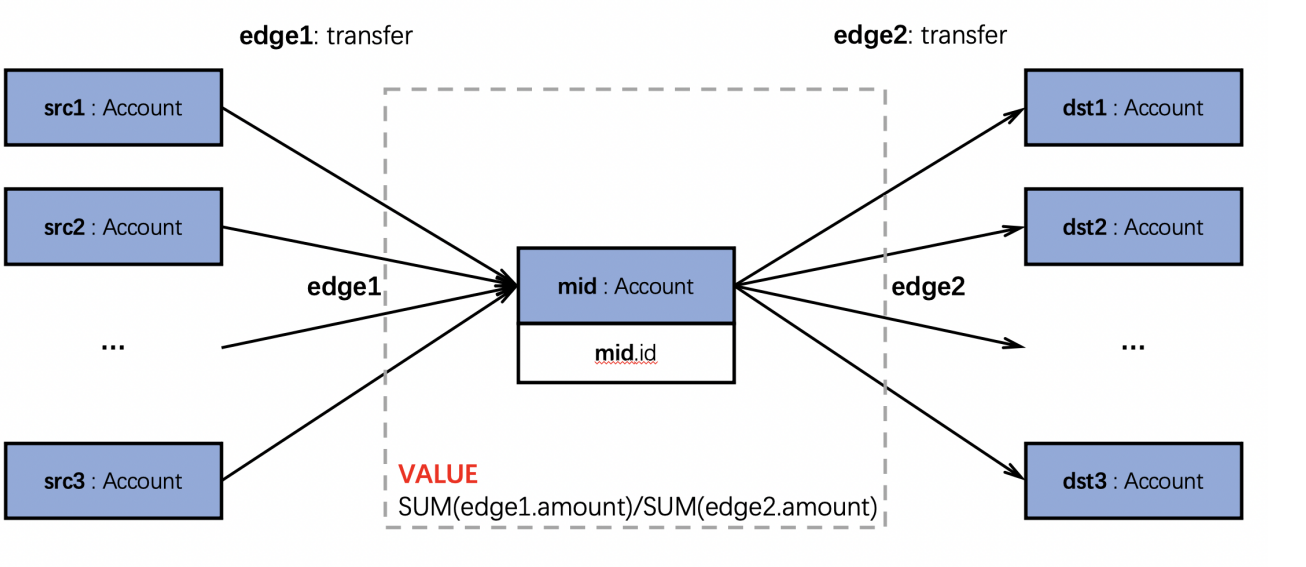 edge1: transfer
edge2: transfer
src1 : Account
dst1 : Account
src2 : Account
dst2 : Account
edge1
mid : Account
edge2
...
mid.id
...
VALUE
src3 : Account
dst3 : Account
SUM(edge1.amount)/SUM(edge2.amount)